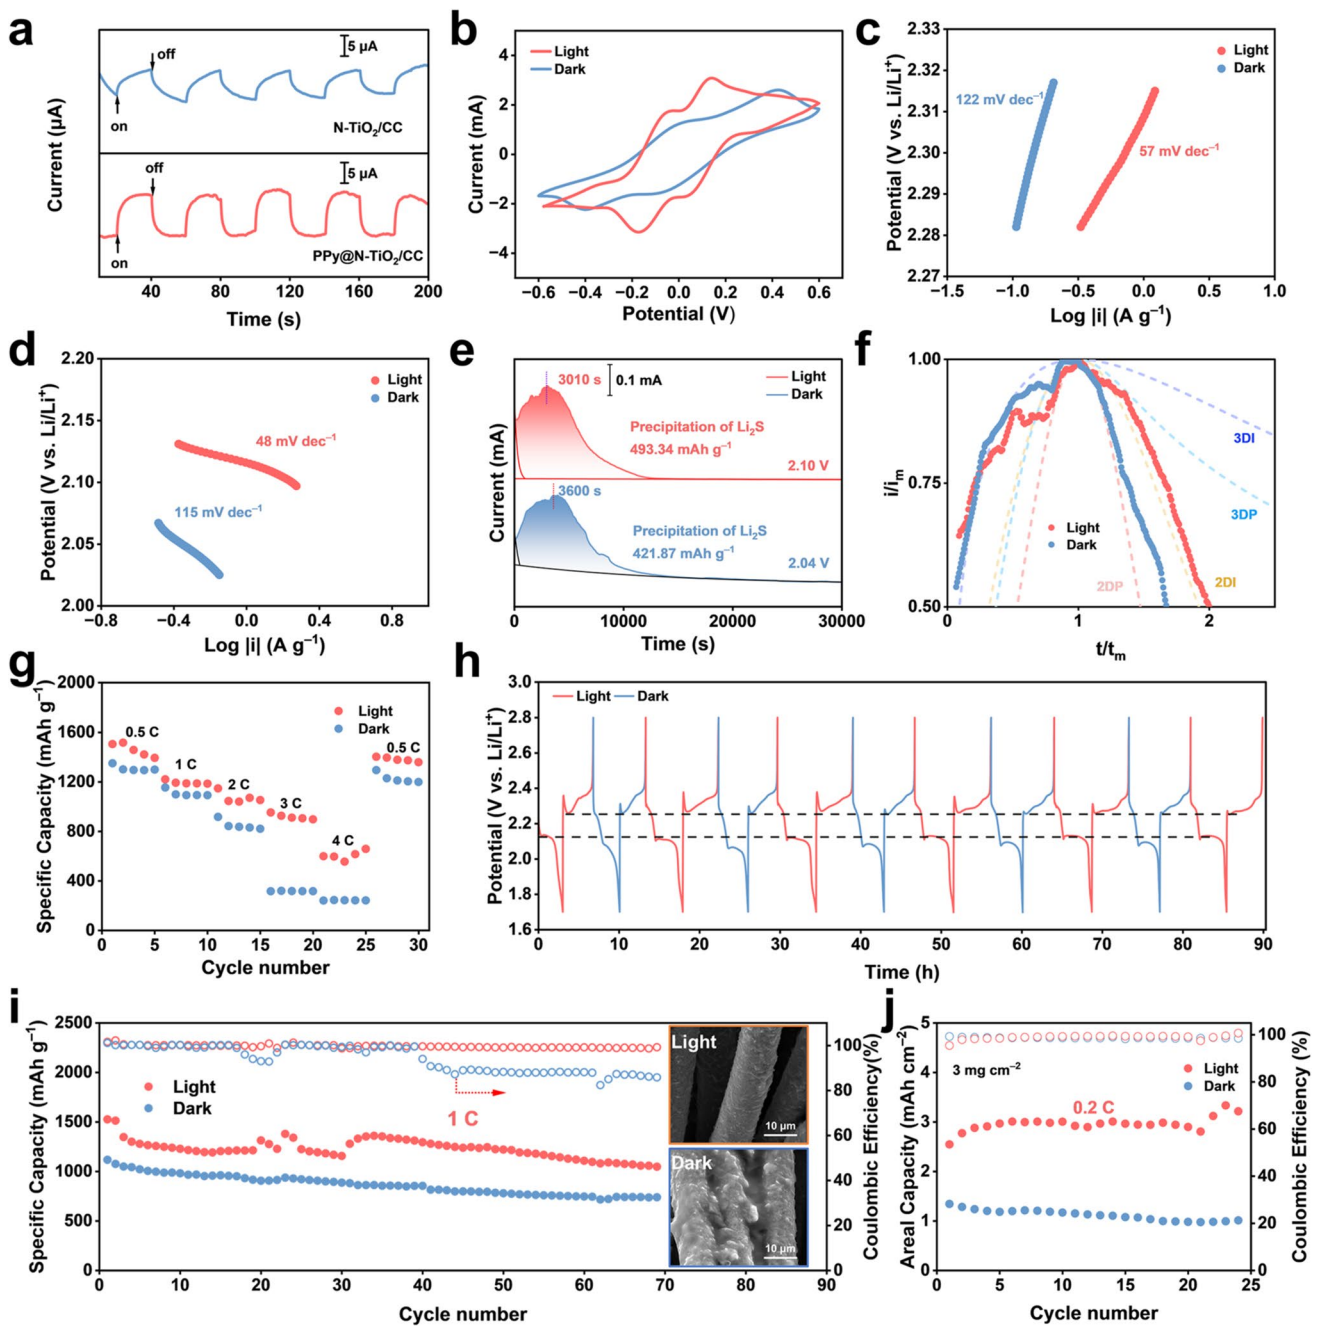 a
off
5 µA
on
N-TiO₂/CC
off
5 µA
on
PPy@N-TiO₂/CC
Current (µA)
40 80 120 160 200
Time (s)
b
Light
Dark
4
2
0
−2
−4
Current (mA)
−0.6 −0.4 −0.2 0.0 0.2 0.4 0.6
Potential (V)
c
2.33
2.32
2.31
2.30
2.29
2.28
2.27
Light
Dark
122 mV dec⁻¹
57 mV dec⁻¹
Potential (V vs. Li/Li⁺)
−1.5 −1.0 −0.5 0.0 0.5 1.0
Log |i| (A g⁻¹)
d
2.20
2.15
2.10
2.05
2.00
Light
Dark
48 mV dec⁻¹
115 mV dec⁻¹
Potential (V vs. Li/Li⁺)
−0.8 −0.4 0.0 0.4 0.8
Log |i| (A g⁻¹)
e
3010 s
0.1 mA
Light
Dark
Precipitation of Li₂S
493.34 mAh g⁻¹
2.10 V
3600 s
Precipitation of Li₂S
421.87 mAh g⁻¹
2.04 V
Current (mA)
0 10000 20000 30000
Time (s)
f
1.00
0.75
0.50
3DI
3DP
Light
Dark
2DP
2DI
i/iₘ
0 1 2
t/tₘ
g
2000
1600
1200
800
400
0
Light
Dark
0.5 C
1 C
2 C
3 C
4 C
0.5 C
Specific Capacity (mAh g⁻¹)
0 5 10 15 20 25 30
Cycle number
h
3.0
2.8
2.6
2.4
2.2
2.0
1.8
1.6
Light Dark
Potential (V vs. Li/Li⁺)
0 10 20 30 40 50 60 70 80 90
Time (h)
i
2500
2000
1500
1000
500
0
Light
Dark
1 C
Light
10 µm
Dark
10 µm
100
80
60
40
20
0
Specific Capacity (mAh g⁻¹)
Coulombic Efficiency(%)
0 10 20 30 40 50 60 70 80 90
Cycle number
j
5
4
3
2
1
0
3 mg cm⁻²
Light
Dark
0.2 C
100
80
60
40
20
0
Areal Capacity (mAh cm⁻²)
Coulombic Efficiency (%)
0 5 10 15 20 25
Cycle number